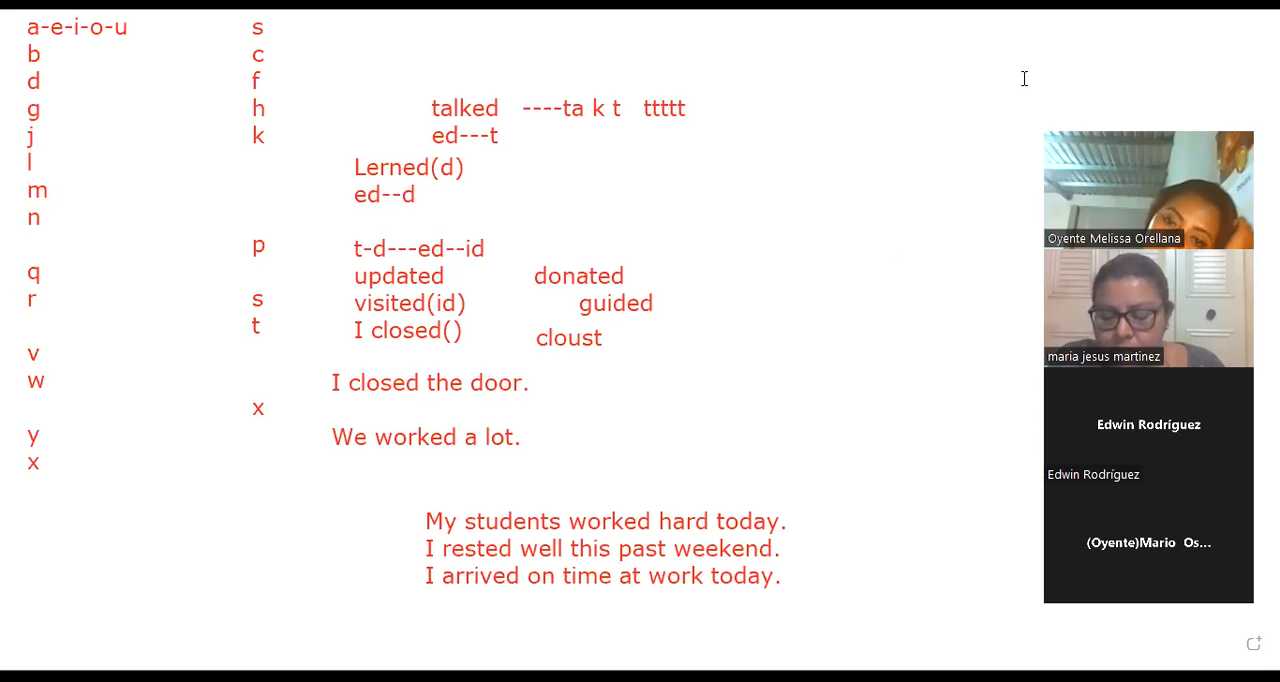 a-e-i-o-u s
b c
d f
g h talked ----ta k t ttttt
j k ed---t
l Lerned(d)
m ed--d
n
p t-d---ed--id
q updated donated
r s visited(id) guided
t I closed() cloust
v
w I closed the door.
x
y We worked a lot.
x
My students worked hard today.
I rested well this past weekend.
I arrived on time at work today.
Oyente Melissa Orellana
maria jesus martinez
Edwin Rodríguez
Edwin Rodríguez
(Oyente)Mario Os...